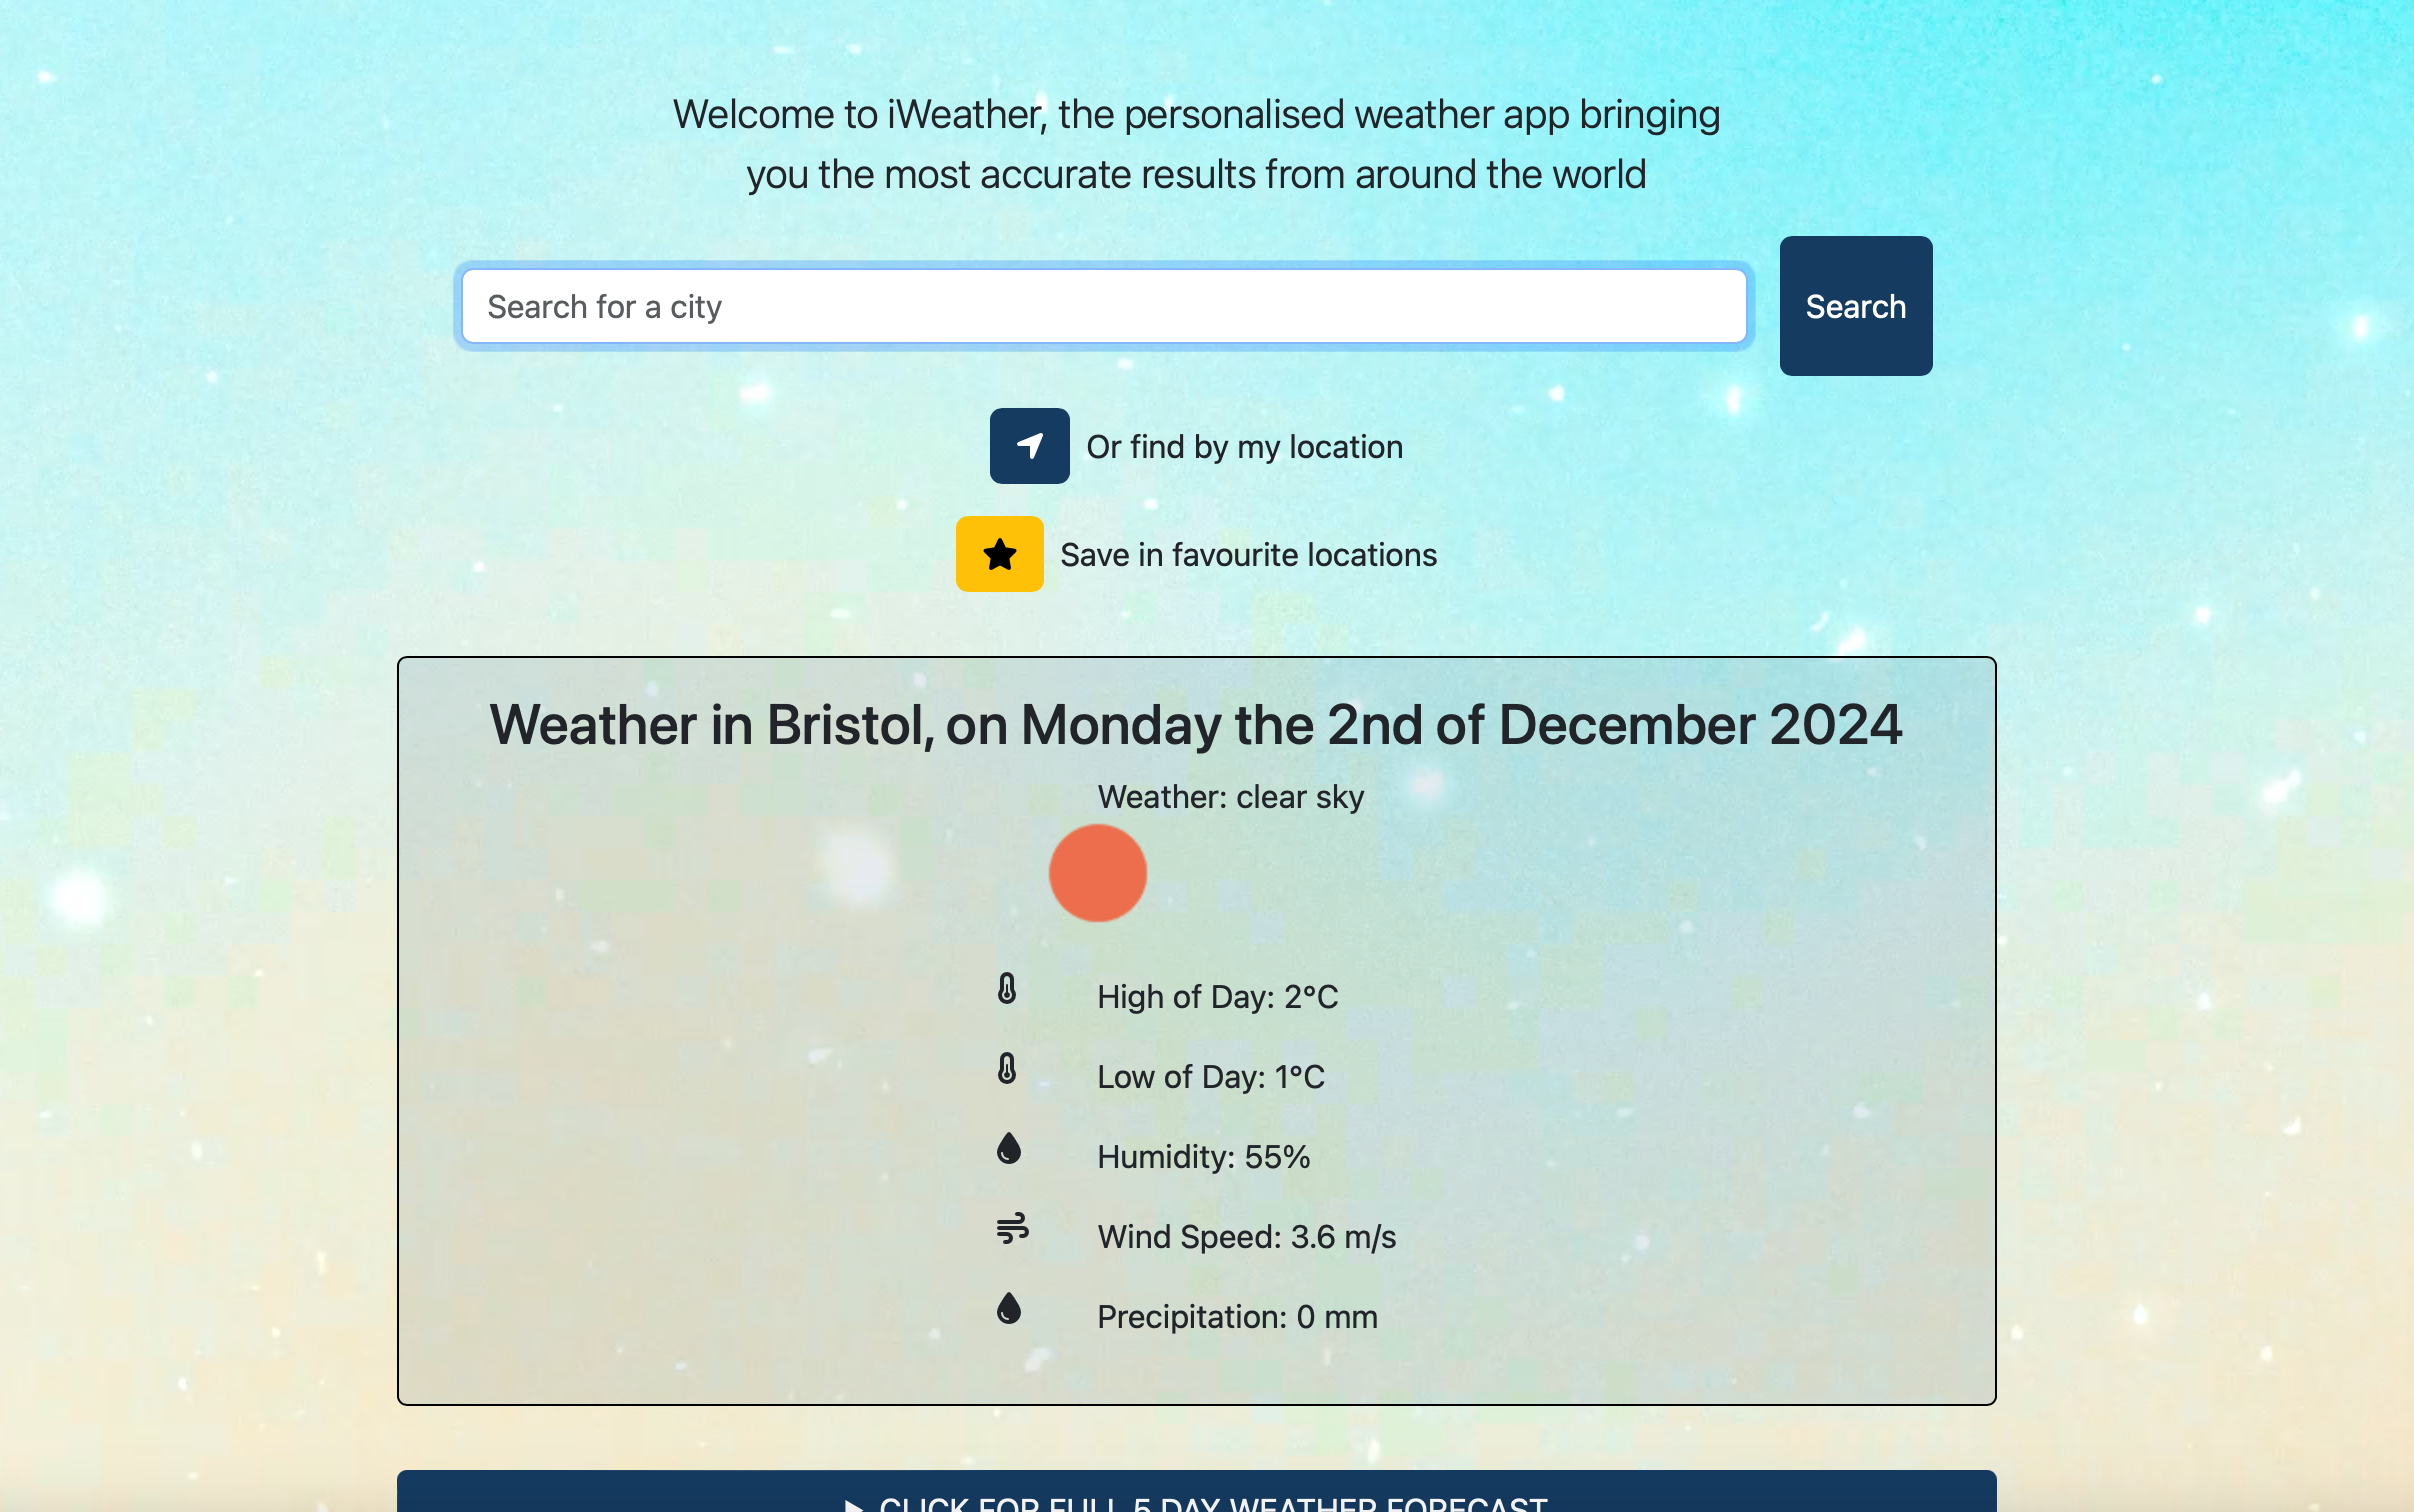 Welcome to iWeather, the personalised weather app bringing
you the most accurate results from around the world
Search for a city
Search
Or find by my location
Save in favourite locations
Weather in Bristol, on Monday the 2nd of December 2024
Weather: clear sky
High of Day: 2°C
Low of Day: 1°C
Humidity: 55%
Wind Speed: 3.6 m/s
Precipitation: 0 mm
► CLICK FOR FULL 5 DAY WEATHER FORECAST